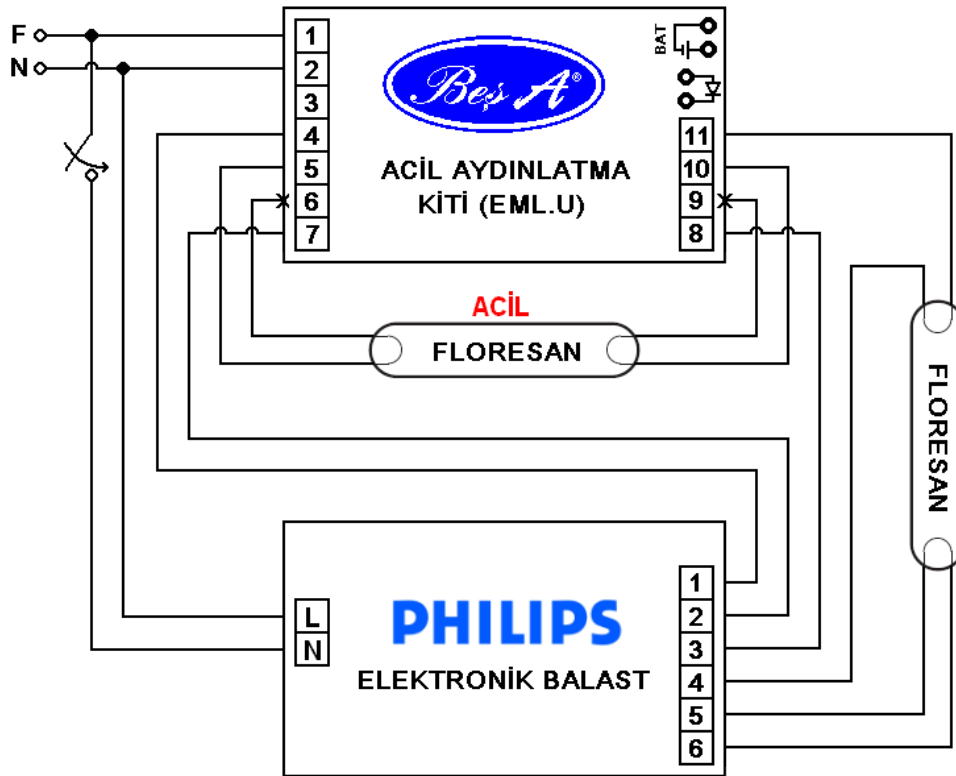 F
N
1
2
3
4
5
6
7
Beş A®
ACİL AYDINLATMA
KİTİ (EML.U)
BAT
11
10
9
8
ACİL
FLORESAN
FLORESAN
L
N
PHILIPS
ELEKTRONİK BALAST
1
2
3
4
5
6